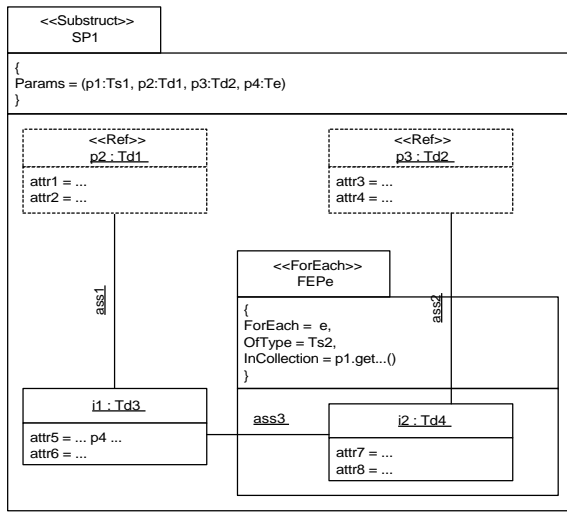 <<Substruct>>
SP1
{
Params = (p1:Ts1, p2:Td1, p3:Td2, p4:Te)
}
<<Ref>>
p2 : Td1
attr1 = ...
attr2 = ...
<<Ref>>
p3 : Td2
attr3 = ...
attr4 = ...
ass1
<<ForEach>>
FEPe
ass2
{
ForEach = e,
OfType = Ts2,
InCollection = p1.get...()
}
i1 : Td3
attr5 = ... p4 ...
attr6 = ...
ass3
i2 : Td4
attr7 = ...
attr8 = ...